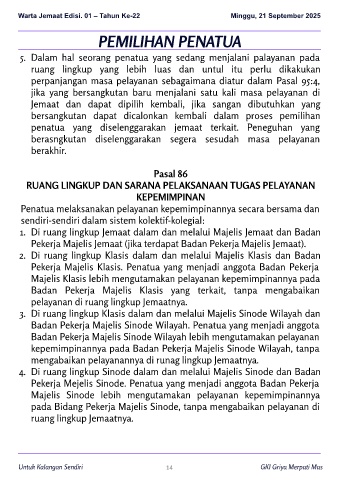 Warta Jemaat Edisi. 01 – Tahun Ke-22 Minggu, 21 September 2025
PEMILIHAN PENATUA
5. Dalam hal seorang penatua yang sedang menjalani palayanan pada
ruang lingkup yang lebih luas dan untul itu perlu dikakukan
perpanjangan masa pelayanan sebagaimana diatur dalam Pasal 95:4,
jika yang bersangkutan baru menjalani satu kali masa pelayanan di
Jemaat dan dapat dipilih kembali, jika sangan dibutuhkan yang
bersangkutan dapat dicalonkan kembali dalam proses pemilihan
penatua yang diselenggarakan jemaat terkait. Peneguhan yang
berasngkutan diselenggarakan segera sesudah masa pelayanan
berakhir.
Pasal 86
RUANG LINGKUP DAN SARANA PELAKSANAAN TUGAS PELAYANAN
KEPEMIMPINAN
Penatua melaksanakan pelayanan kepemimpinannya secara bersama dan
sendiri-sendiri dalam sistem kolektif-kolegial:
1. Di ruang lingkup Jemaat dalam dan melalui Majelis Jemaat dan Badan
Pekerja Majelis Jemaat (jika terdapat Badan Pekerja Majelis Jemaat).
2. Di ruang lingkup Klasis dalam dan melalui Majelis Klasis dan Badan
Pekerja Majelis Klasis. Penatua yang menjadi anggota Badan Pekerja
Majelis Klasis lebih mengutamakan pelayanan kepemimpinannya pada
Badan Pekerja Majelis Klasis yang terkait, tanpa mengabaikan
pelayanan di ruang lingkup Jemaatnya.
3. Di ruang lingkup Klasis dalam dan melalui Majelis Sinode Wilayah dan
Badan Pekerja Majelis Sinode Wilayah. Penatua yang menjadi anggota
Badan Pekerja Majelis Sinode Wilayah lebih mengutamakan pelayanan
kepemimpinannya pada Badan Pekerja Majelis Sinode Wilayah, tanpa
mengabaikan pelayanannya di runag lingkup Jemaatnya.
4. Di ruang lingkup Sinode dalam dan melalui Majelis Sinode dan Badan
Pekerja Mejelis Sinode. Penatua yang menjadi anggota Badan Pekerja
Majelis Sinode lebih mengutamakan pelayanan kepemimpinannya
pada Bidang Pekerja Majelis Sinode, tanpa mengabaikan pelayanan di
ruang lingkup Jemaatnya.
Untuk Kalangan Sendiri 14 GKI Griya Merpati Mas